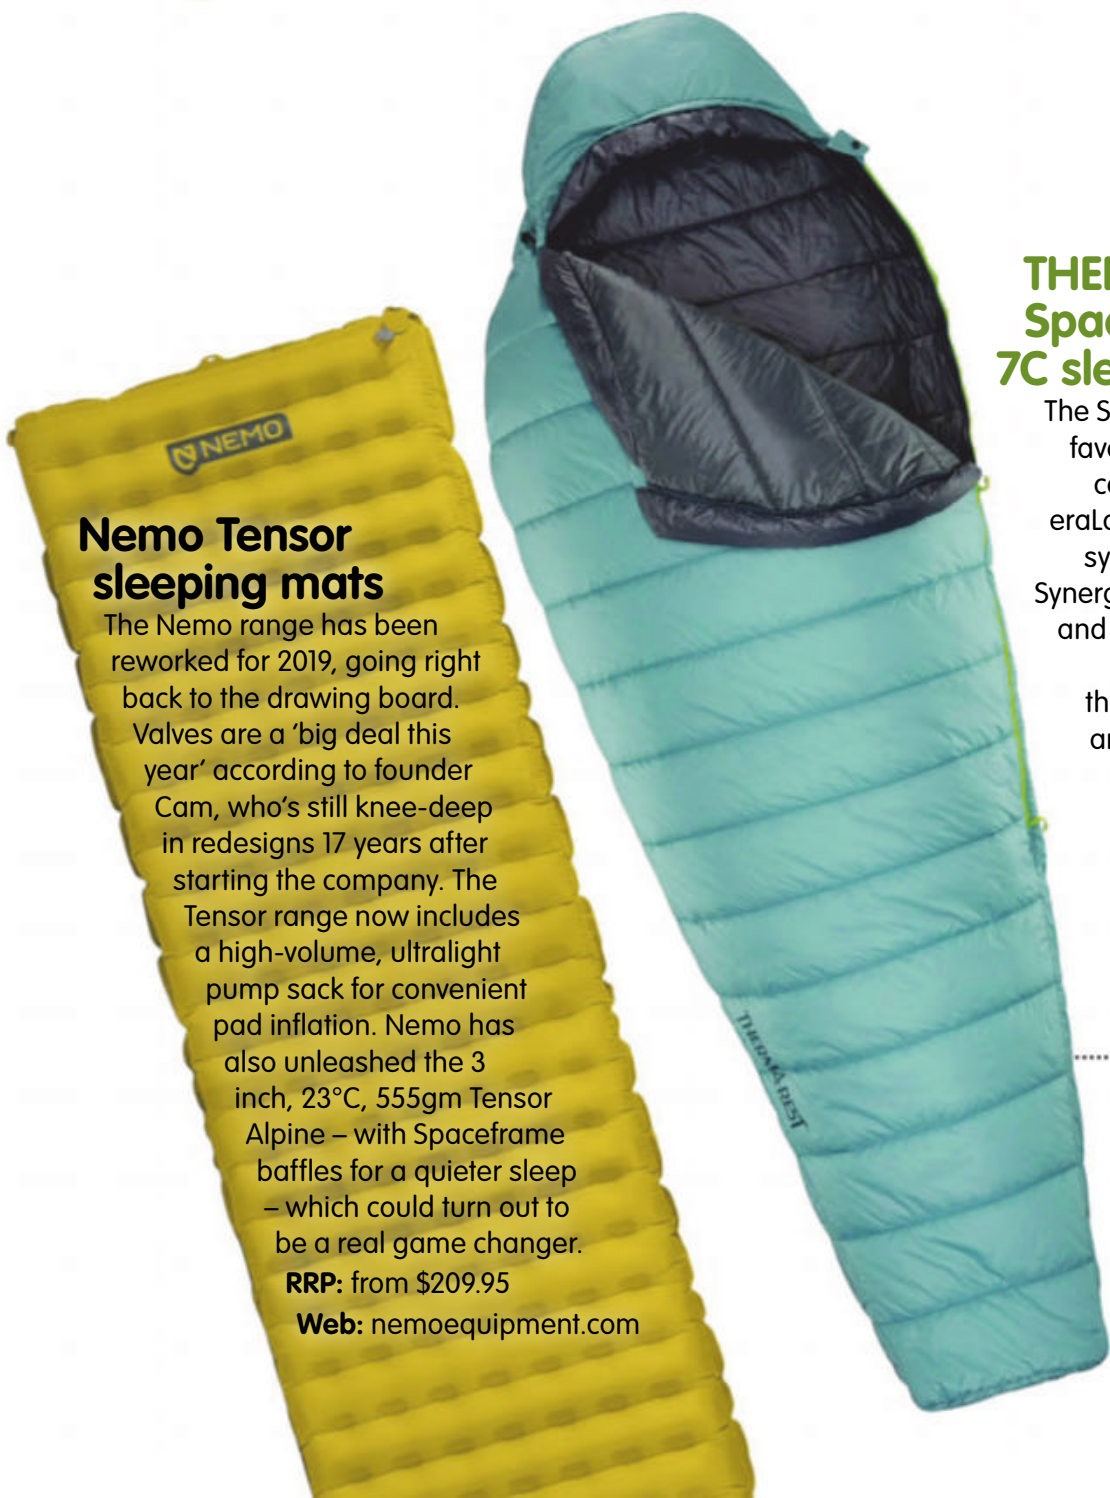 NEMO
Nemo Tensor
sleeping mats
The Nemo range has been
reworked for 2019, going right
back to the drawing board.
Valves are a ‘big deal this
year’ according to founder
Cam, who’s still knee-deep
in redesigns 17 years after
starting the company. The
Tensor range now includes
a high-volume, ultralight
pump sack for convenient
pad inflation. Nemo has
also unleashed the 3
inch, 23°C, 555gm Tensor
Alpine – with Spaceframe
baffles for a quieter sleep
– which could turn out to
be a real game changer.
RRP: from $209.95
Web: nemoequipment.com
THERMAREST
7C
The
and